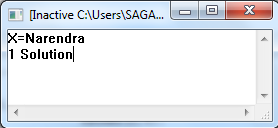 [Inactive C:\Users\SAGA...
X=Narendra
1 Solution